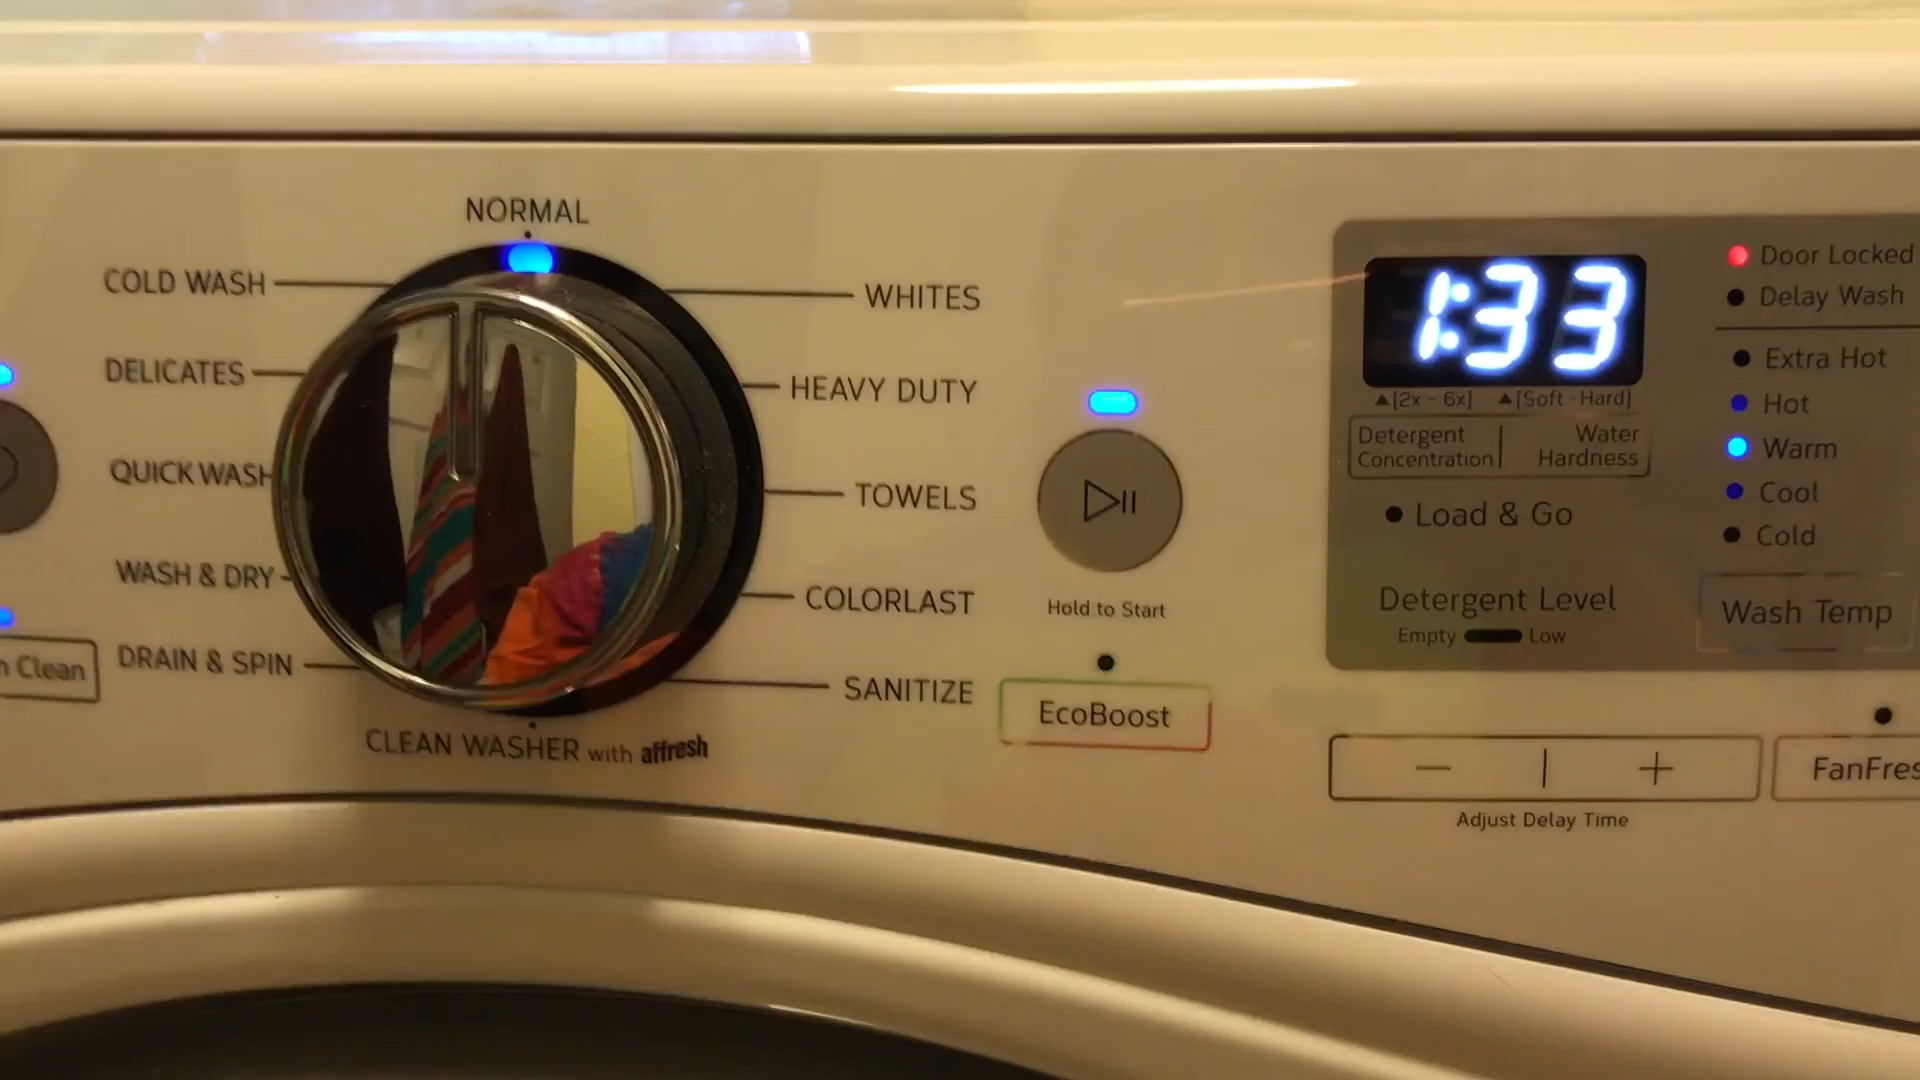 NORMAL
COLD WASH
DELICATES
QUICK WASH
WASH & DRY
DRAIN & SPIN
CLEAN WASHER with affresh
WHITES
HEAVY DUTY
TOWELS
COLORLAST
SANITIZE
Clean
Hold to Start
EcoBoost
1:33
[2x - 6x] [Soft - Hard]
Detergent Concentration
Water Hardness
Load & Go
Detergent Level
Empty Low
Door Locked
Delay Wash
Extra Hot
Hot
Warm
Cool
Cold
Wash Temp
− | +
Adjust Delay Time
FanFres